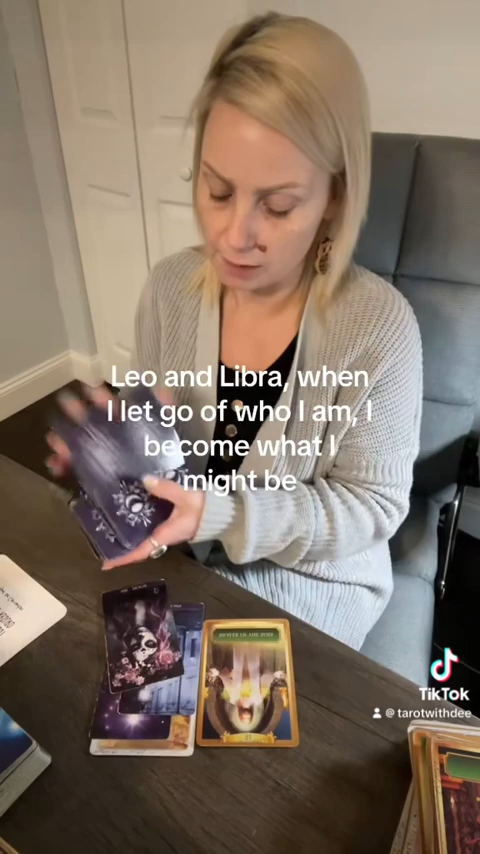 Leo and Libra, when
I let go of who I am, I
become what I
might be
TikTok
@ tarotwithdee